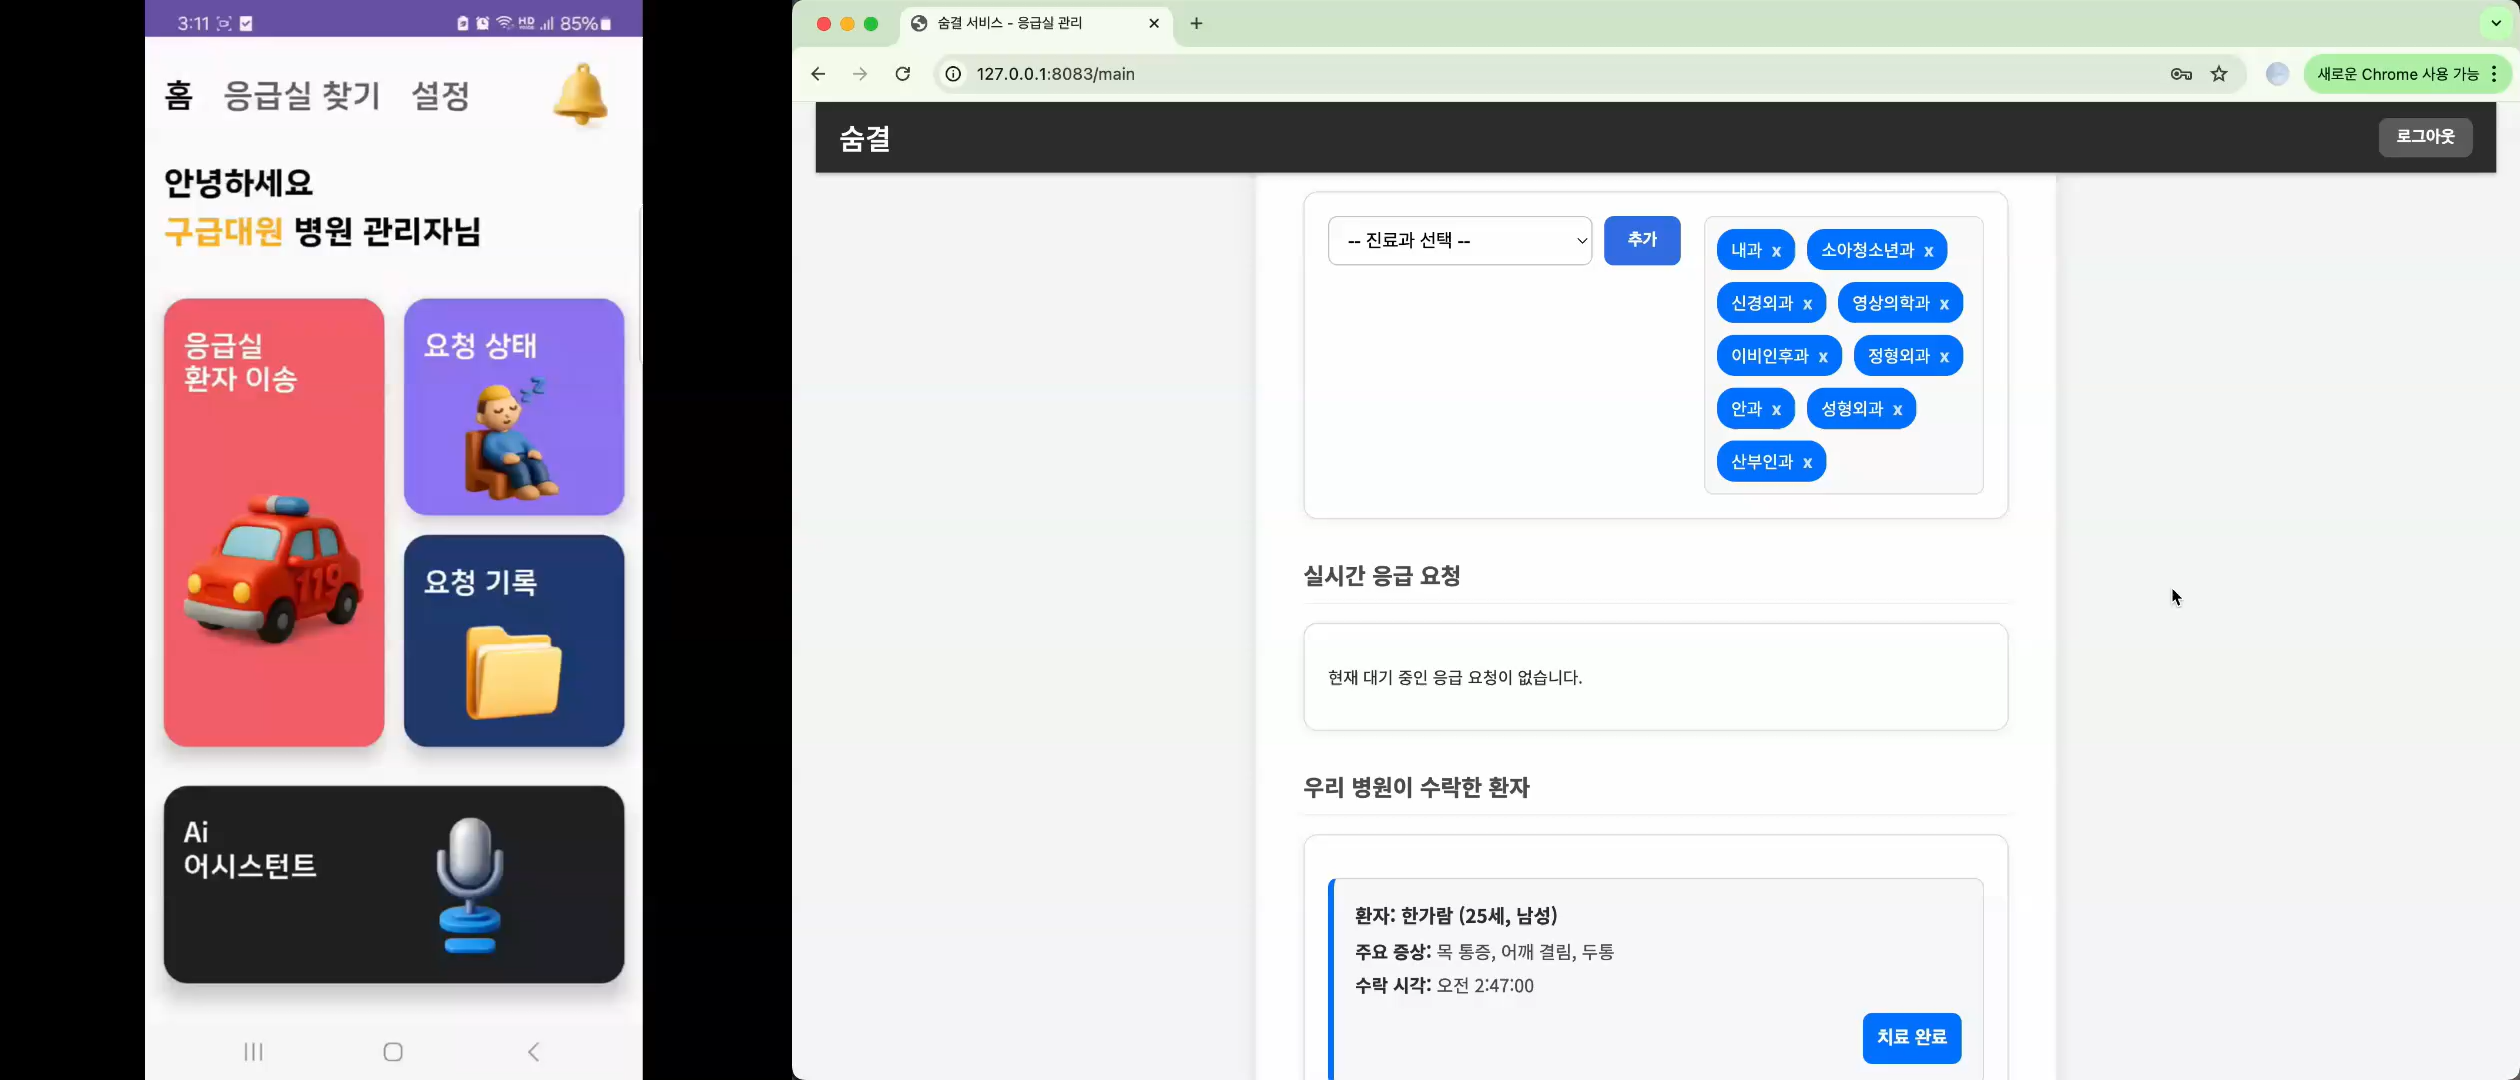 3:11
HD
85%
홈 응급실 찾기 설정
안녕하세요
구급대원 병원 관리자님
응급실
환자 이송
119
요청 상태
요청 기록
Ai
어시스턴트
숨결 서비스 - 응급실 관리
127.0.0.1:8083/main
새로운 Chrome 사용 가능
숨결
로그아웃
-- 진료과 선택 --
추가
내과 x 소아청소년과 x
신경외과 x 영상의학과 x
이비인후과 x 정형외과 x
안과 x 성형외과 x
산부인과 x
실시간 응급 요청
현재 대기 중인 응급 요청이 없습니다.
우리 병원이 수락한 환자
환자: 한가람 (25세, 남성)
주요 증상: 목 통증, 어깨 결림, 두통
수락 시각: 오전 2:47:00
치료 완료